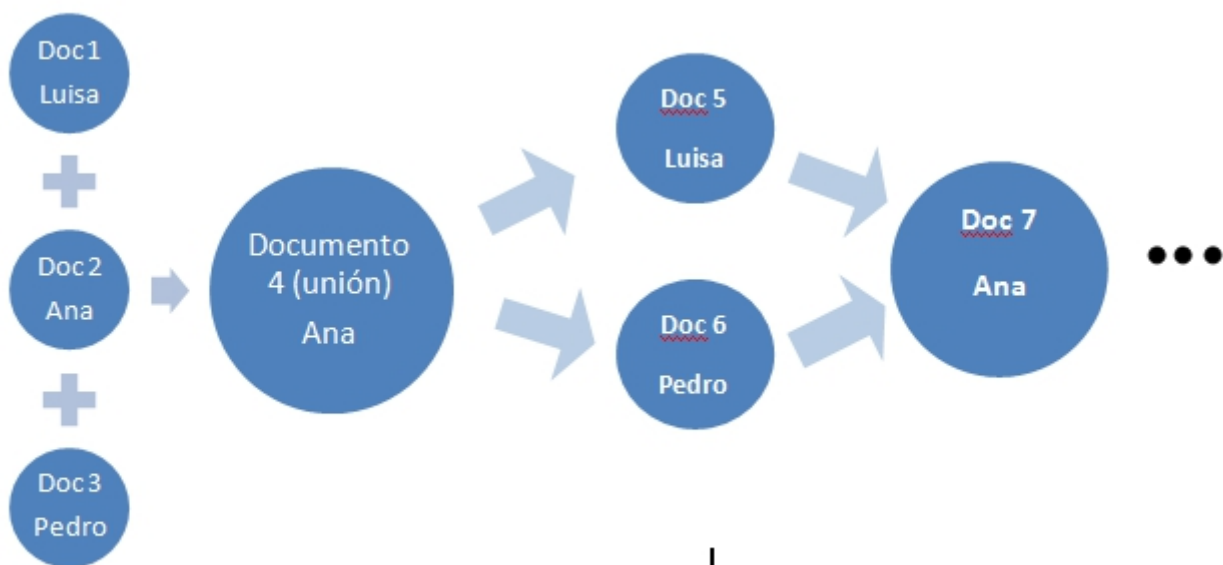 Doc1
Luisa
Doc2
Ana
Doc3
Pedro
Documento
4 (unión)
Ana
Doc 5
Luisa
Doc 6
Pedro
Doc 7
Ana
•••